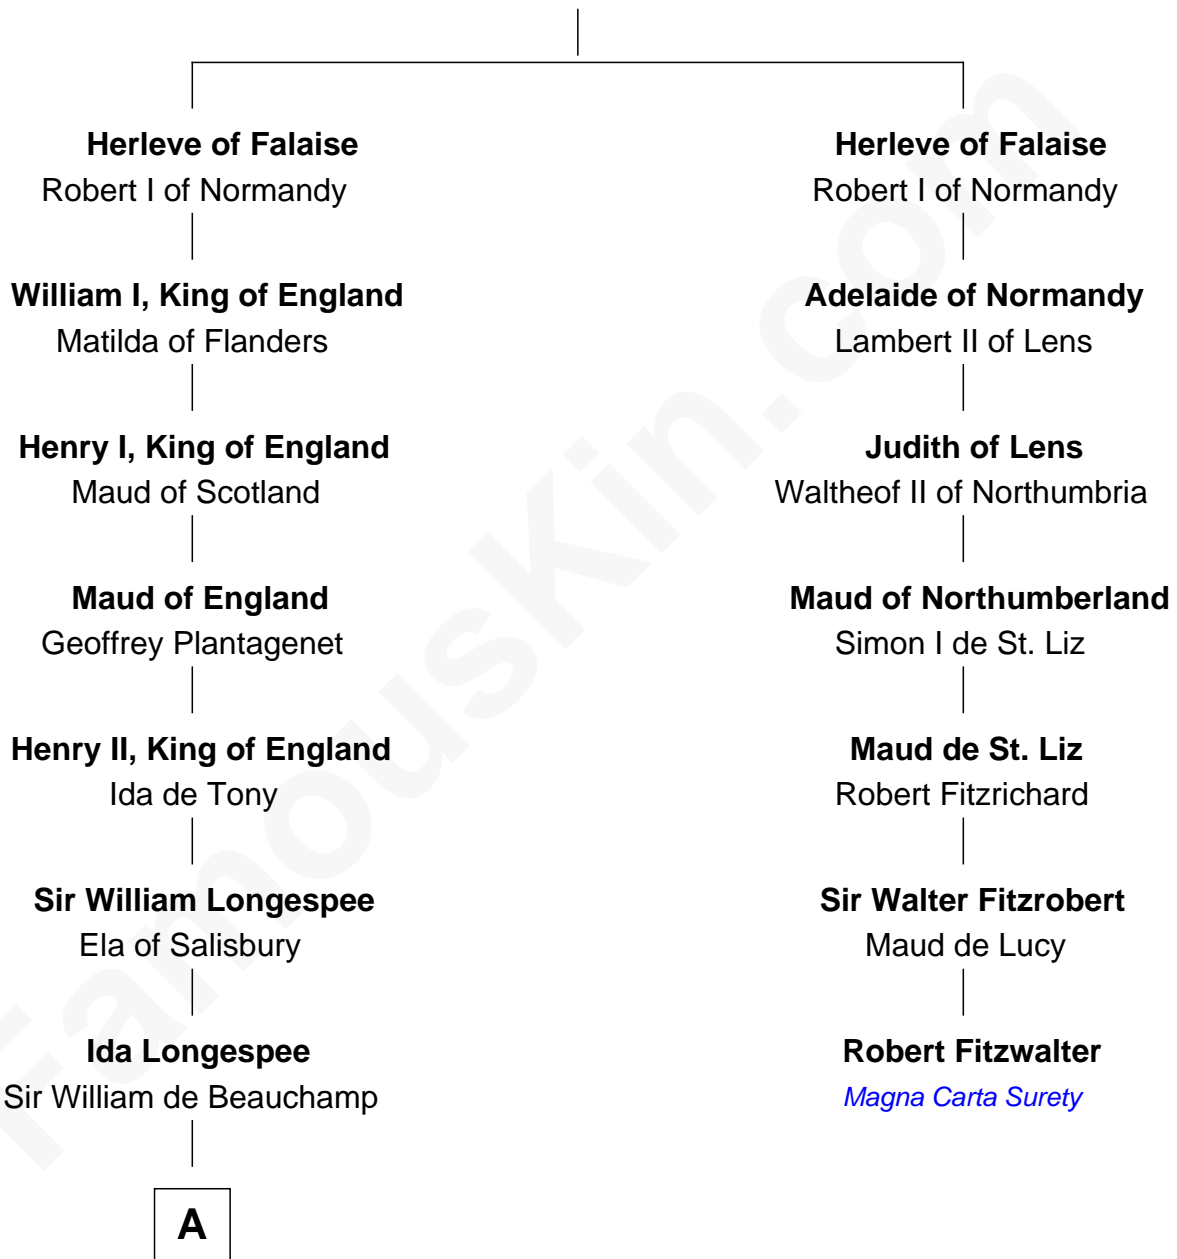 Herleve of Falaise
Robert I of Normandy
William I, King of England
Matilda of Flanders
Henry I, King of England
Maud of Scotland
Maud of England
Geoffrey Plantagenet
Henry II, King of England
Ida de Tony
Sir William Longespee
Ela of Salisbury
Ida Longespee
Sir William de Beauchamp
A
Herleve of Falaise
Robert I of Normandy
Adelaide of Normandy
Lambert II of Lens
Judith of Lens
Waltheof II of Northumbria
Maud of Northumberland
Simon I de St. Liz
Maud de St. Liz
Robert Fitzrichard
Sir Walter Fitzrobert
Maud de Lucy
Robert Fitzwalter
Magna Carta Surety
FamousKin.com